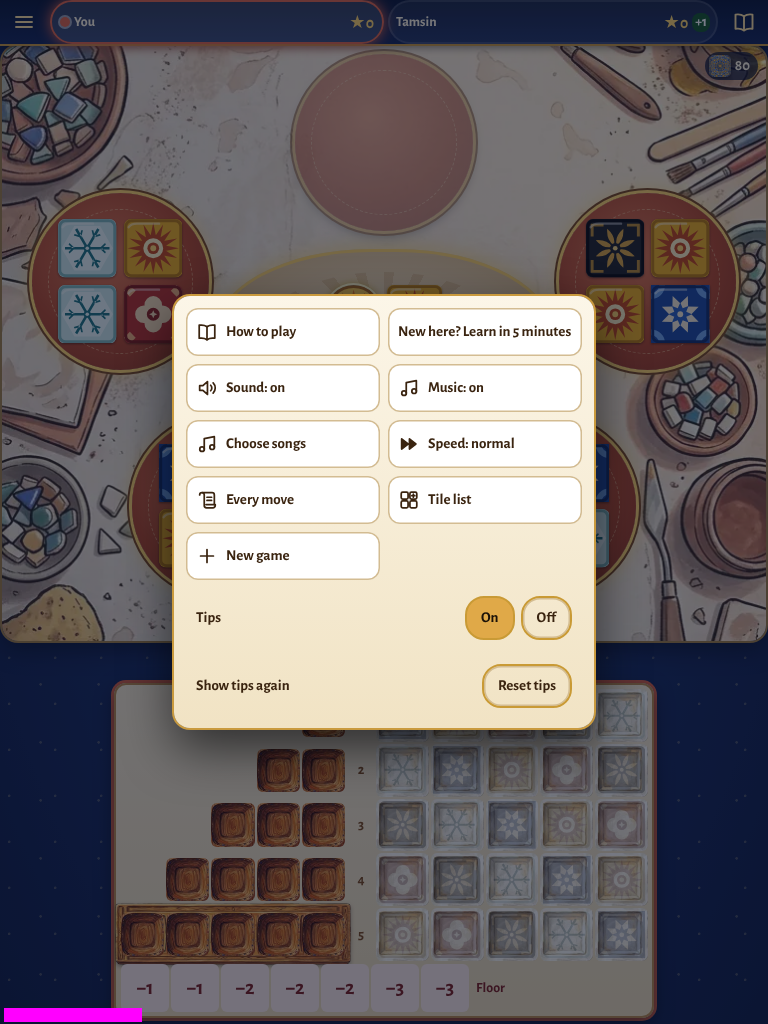 You
★0
Tamsin
★0 +1
80
How to play
New here? Learn in 5 minutes
Sound: on
Music: on
Choose songs
Speed: normal
Every move
Tile list
New game
Tips
On
Off
Show tips again
Reset tips
2
3
4
5
−1 −1 −2 −2 −2 −3 −3 Floor